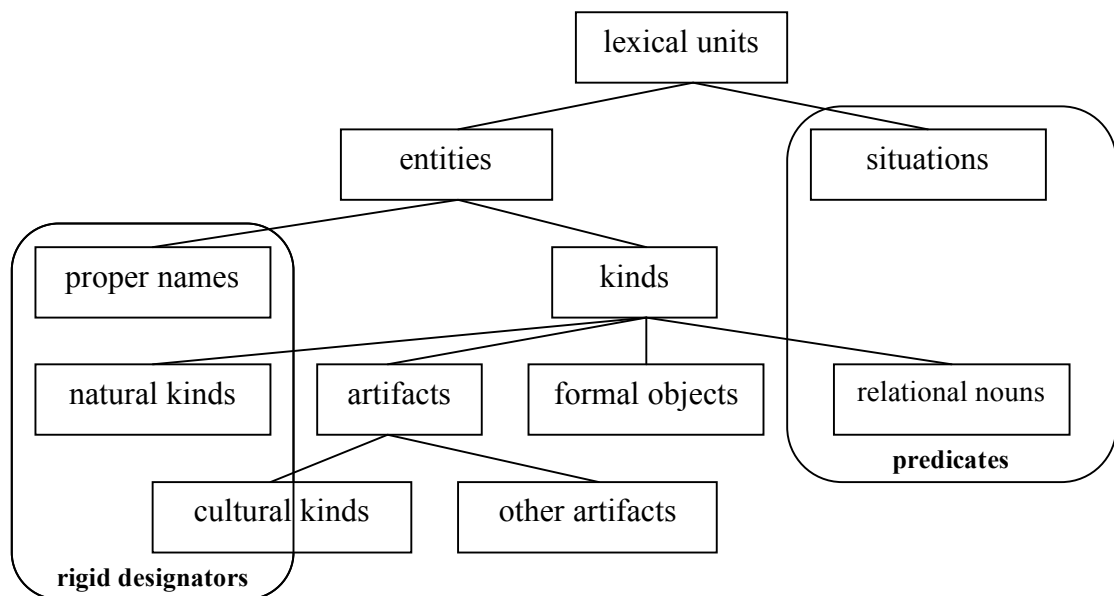 lexical units
entities
situations
proper names
kinds
natural kinds
artifacts
formal objects
relational nouns
predicates
cultural kinds
other artifacts
rigid designators